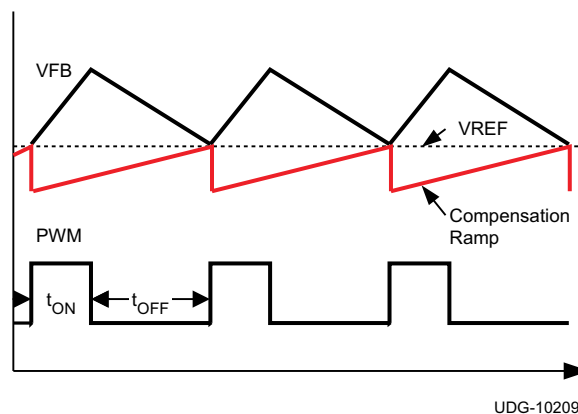 VFB
VREF
Compensation
Ramp
PWM
tON
tOFF
UDG-10209